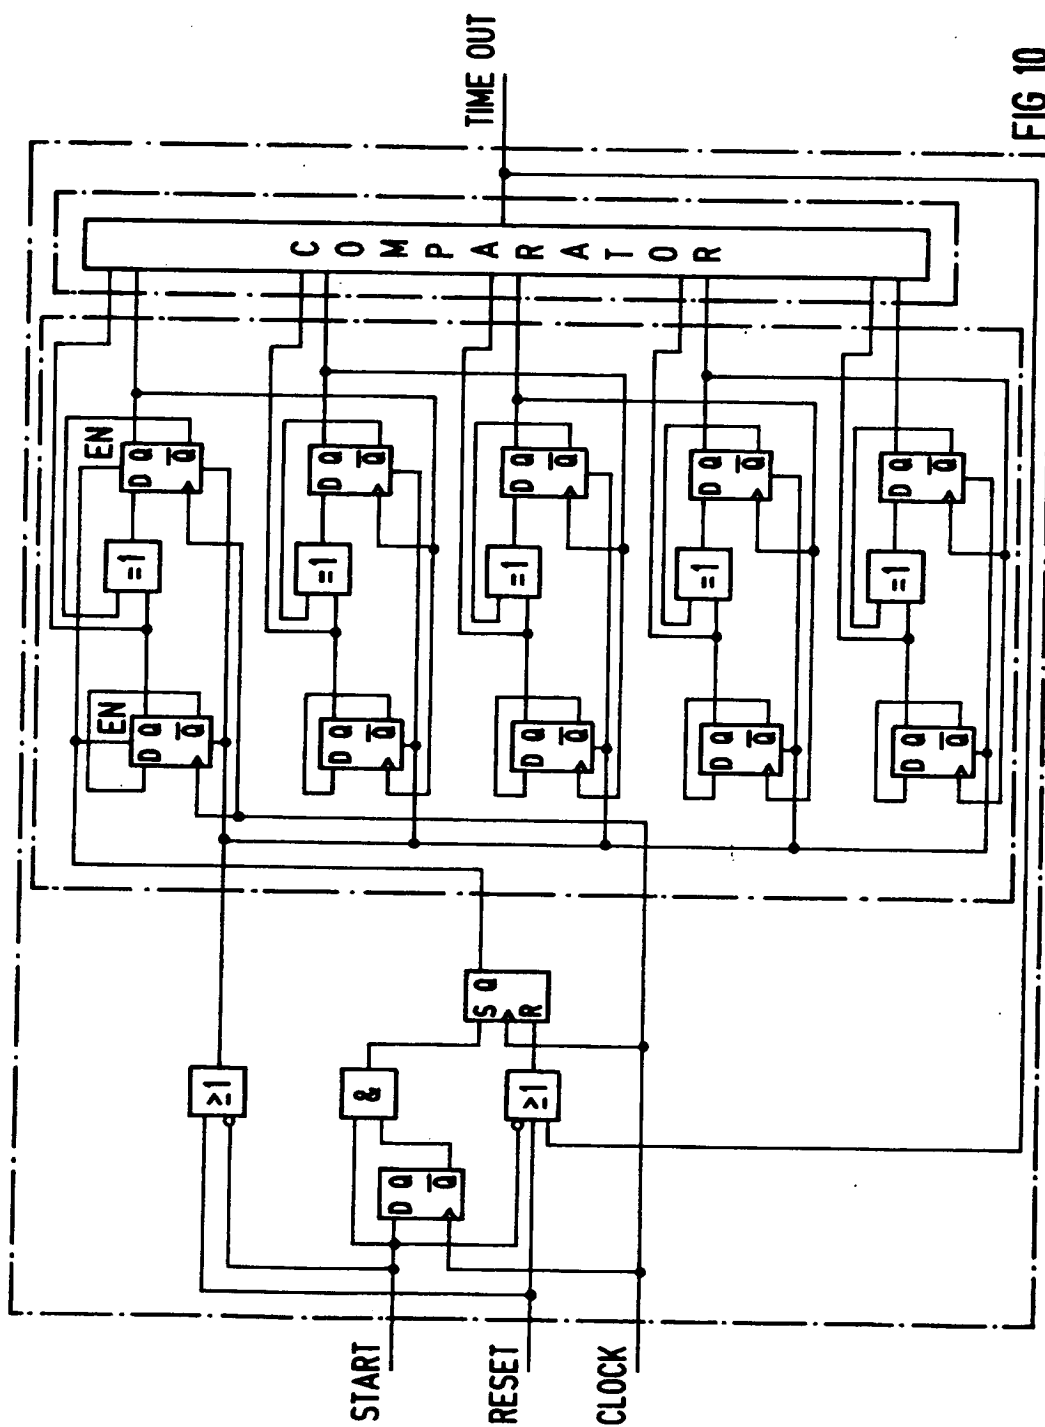 START
RESET
CLOCK
≥1
D Q
Q̅
&
≥1
S Q
R
EN
D Q
Q̅
=1
EN
D Q
Q̅
D Q
Q̅
=1
D Q
Q̅
D Q
Q̅
=1
D Q
Q̅
D Q
Q̅
=1
D Q
Q̅
D Q
Q̅
=1
D Q
Q̅
COMPARATOR
TIME OUT
FIG 10